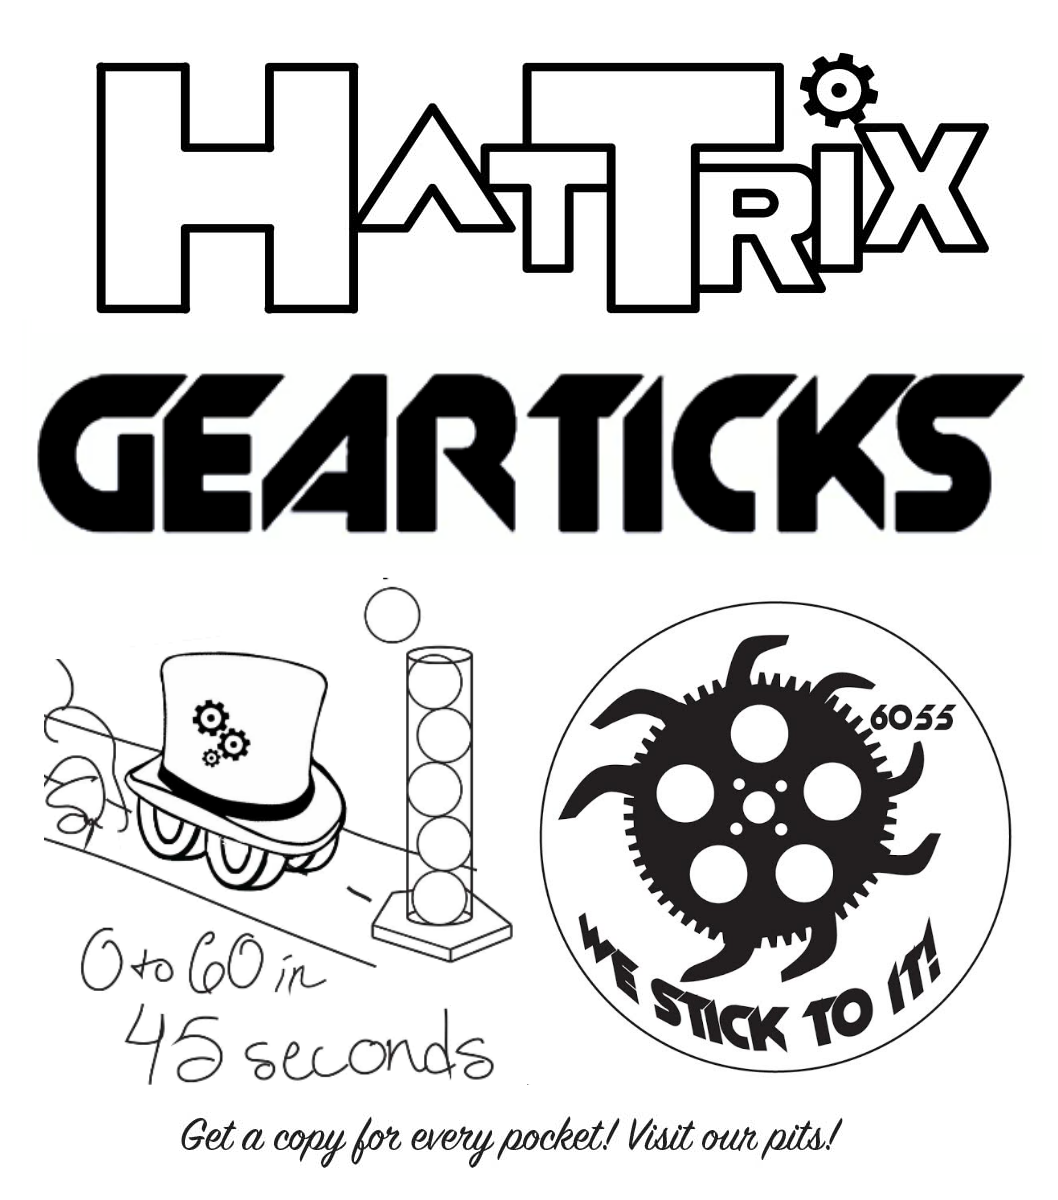 HATTRIX
GEARTICKS
6055
0 to 60 in
45 seconds
WE STICK TO IT!
Get a copy for every pocket! Visit our pits!